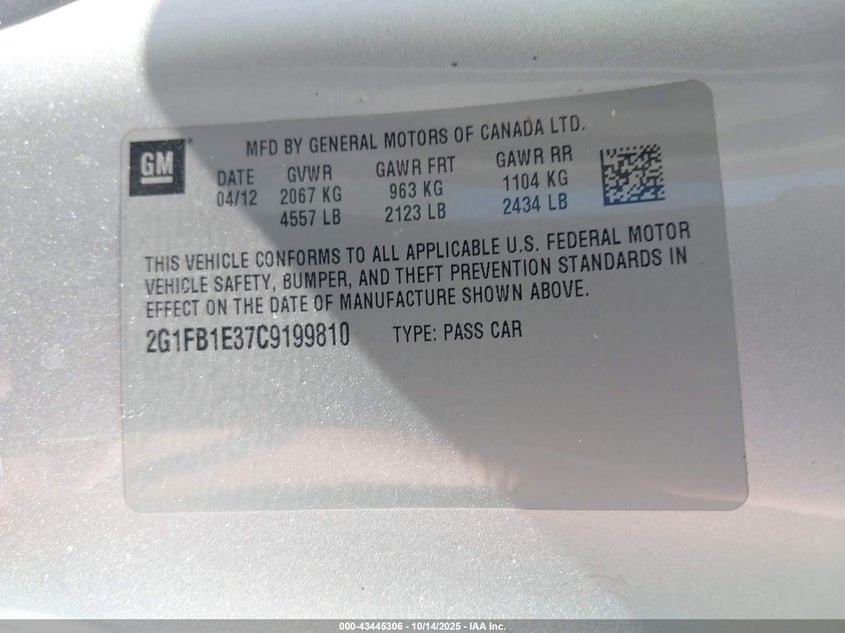 GM
MFD BY GENERAL MOTORS OF CANADA LTD.
DATE GVWR GAWR FRT GAWR RR
04/12 2067 KG 963 KG 1104 KG
4557 LB 2123 LB 2434 LB
THIS VEHICLE CONFORMS TO ALL APPLICABLE U.S. FEDERAL MOTOR
VEHICLE SAFETY, BUMPER, AND THEFT PREVENTION STANDARDS IN
EFFECT ON THE DATE OF MANUFACTURE SHOWN ABOVE.
2G1FB1E37C9199810 TYPE: PASS CAR
000-43445306 - 10/14/2025 - IAA Inc.